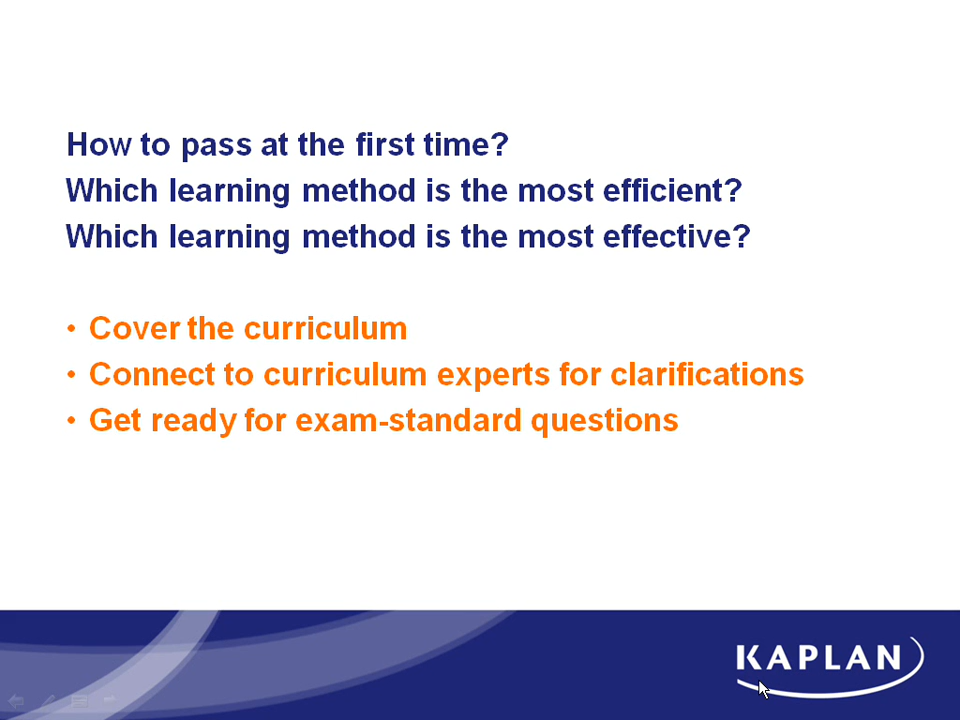 How to pass at the first time?
Which learning method is the most efficient?
Which learning method is the most effective?
• Cover the curriculum
• Connect to curriculum experts for clarifications
• Get ready for exam-standard questions
KAPLAN